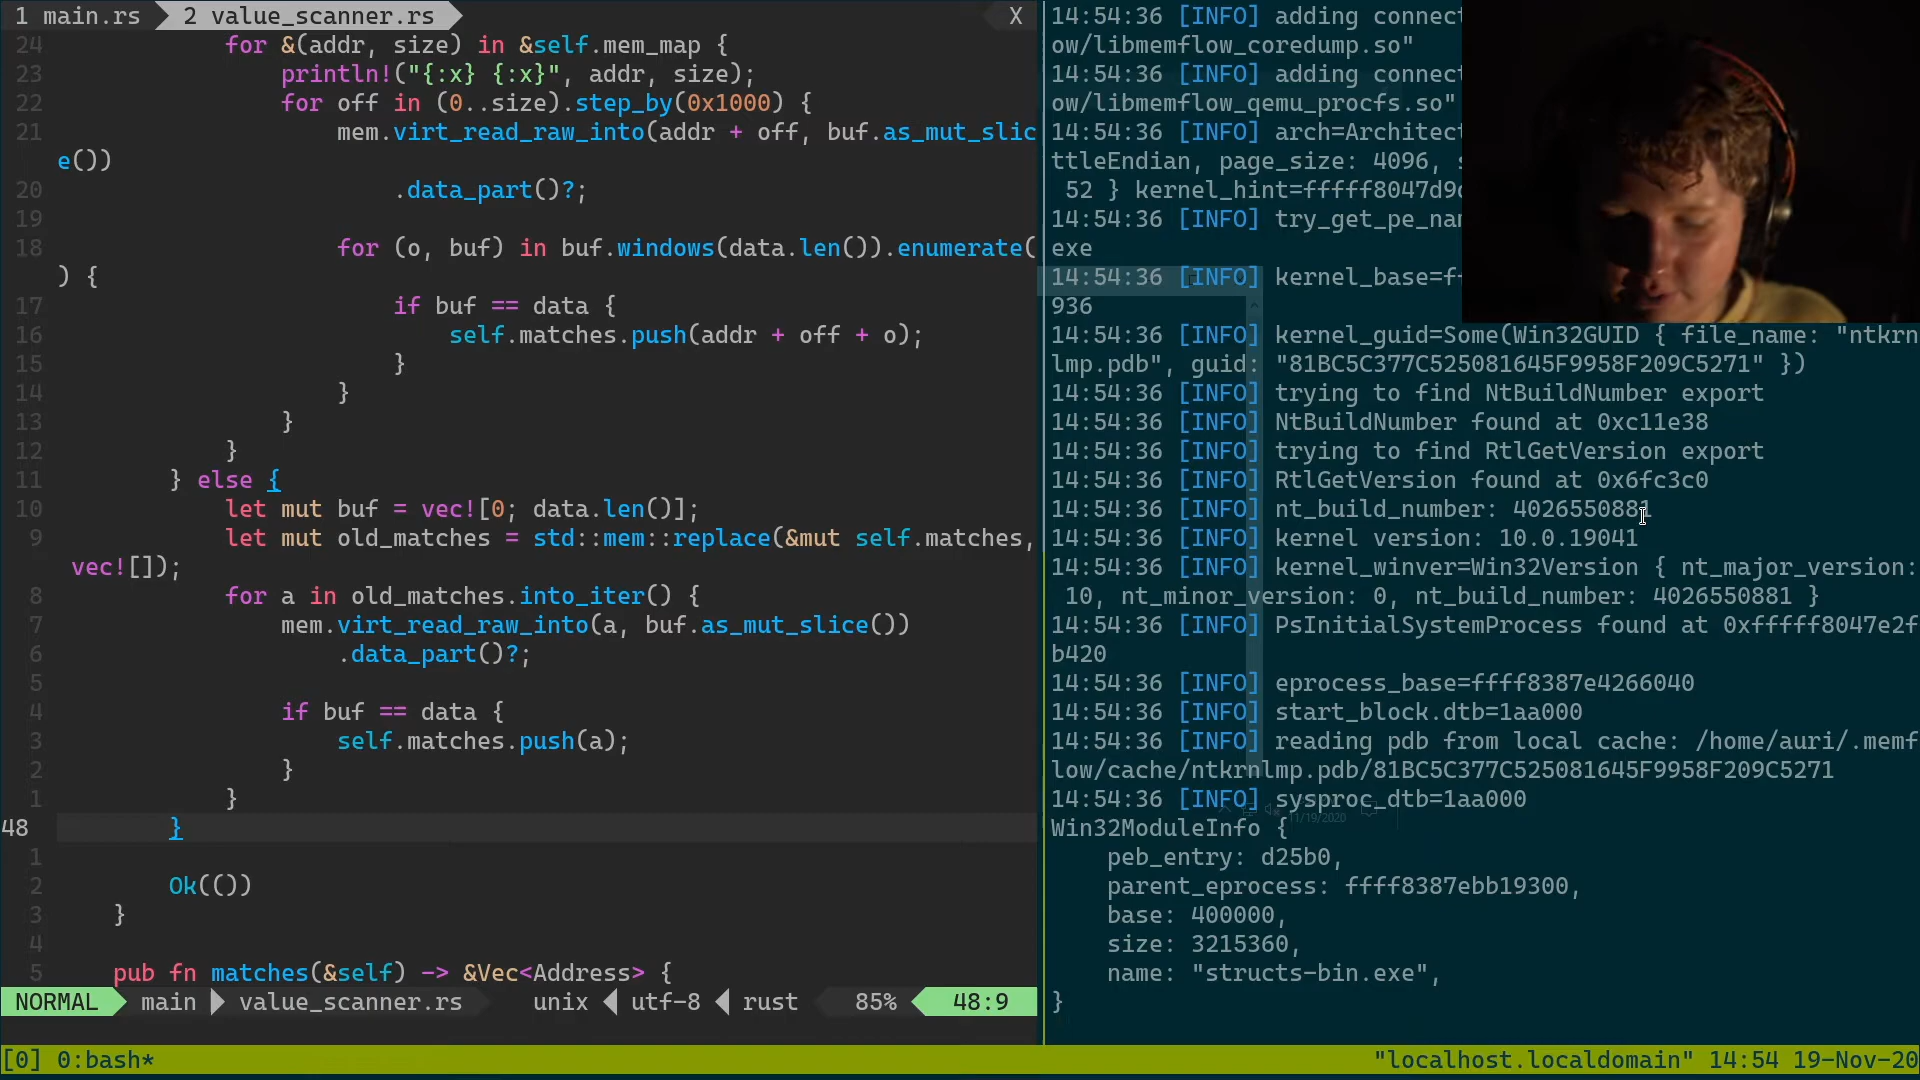 1 main.rs  2 value_scanner.rs  X
24 for &(addr, size) in &self.mem_map {
23 println!("{:x} {:x}", addr, size);
22 for off in (0..size).step_by(0x1000) {
21 mem.virt_read_raw_into(addr + off, buf.as_mut_slic
e())
20 .data_part()?;
19
18 for (o, buf) in buf.windows(data.len()).enumerate(
) {
17 if buf == data {
16 self.matches.push(addr + off + o);
15 }
14 }
13 }
12 }
11 } else {
10 let mut buf = vec![0; data.len()];
9 let mut old_matches = std::mem::replace(&mut self.matches,
vec![]);
8 for a in old_matches.into_iter() {
7 mem.virt_read_raw_into(a, buf.as_mut_slice())
6 .data_part()?;
5
4 if buf == data {
3 self.matches.push(a);
2 }
1 }
48 }
1
2 Ok(())
3 }
4
5 pub fn matches(&self) -> &Vec<Address> {
NORMAL main value_scanner.rs unix utf-8 rust 85% 48:9
14:54:36 [INFO] adding connect
ow/libmemflow_coredump.so"
14:54:36 [INFO] adding connect
ow/libmemflow_qemu_procfs.so"
14:54:36 [INFO] arch=Architect
ttleEndian, page_size: 4096, s
52 } kernel_hint=fffff8047d9
14:54:36 [INFO] try_get_pe_na
exe
14:54:36 [INFO] kernel_base=f
936
14:54:36 [INFO] kernel_guid=Some(Win32GUID { file_name: "ntkrn
lmp.pdb", guid: "81BC5C377C525081645F9958F209C5271" })
14:54:36 [INFO] trying to find NtBuildNumber export
14:54:36 [INFO] NtBuildNumber found at 0xc11e38
14:54:36 [INFO] trying to find RtlGetVersion export
14:54:36 [INFO] RtlGetVersion found at 0x6fc3c0
14:54:36 [INFO] nt_build_number: 4026550881
14:54:36 [INFO] kernel version: 10.0.19041
14:54:36 [INFO] kernel_winver=Win32Version { nt_major_version:
10, nt_minor_version: 0, nt_build_number: 4026550881 }
14:54:36 [INFO] PsInitialSystemProcess found at 0xfffff8047e2f
b420
14:54:36 [INFO] eprocess_base=ffff8387e4266040
14:54:36 [INFO] start_block.dtb=1aa000
14:54:36 [INFO] reading pdb from local cache: /home/auri/.memf
low/cache/ntkrnlmp.pdb/81BC5C377C525081645F9958F209C5271
14:54:36 [INFO] sysproc_dtb=1aa000
11/19/2020
Win32ModuleInfo {
peb_entry: d25b0,
parent_eprocess: ffff8387ebb19300,
base: 400000,
size: 3215360,
name: "structs-bin.exe",
}
[0] 0:bash* "localhost.localdomain" 14:54 19-Nov-20